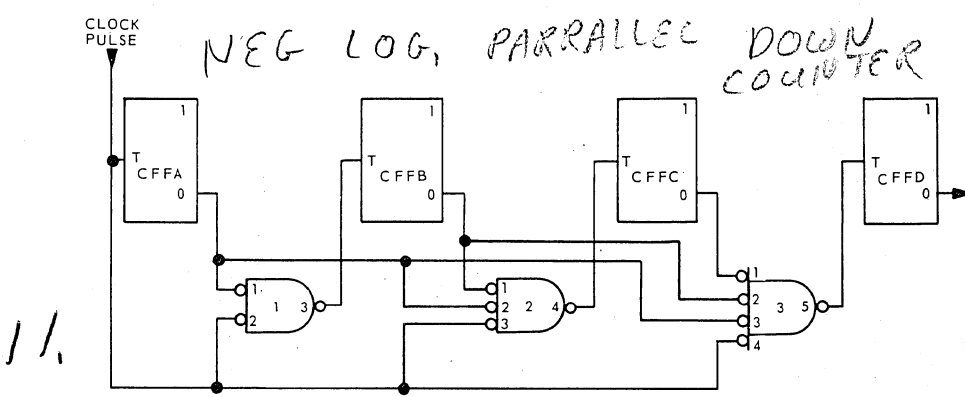 CLOCK
PULSE
NEG LOG, PARRALLEL DOWN
COUNTER
1 1 1 1
T T T T
CFFA CFFB CFFC CFFD
0 0 0 0
1 1 3 2
1 2 2 4 3
1 2 3 3 5 4
11.